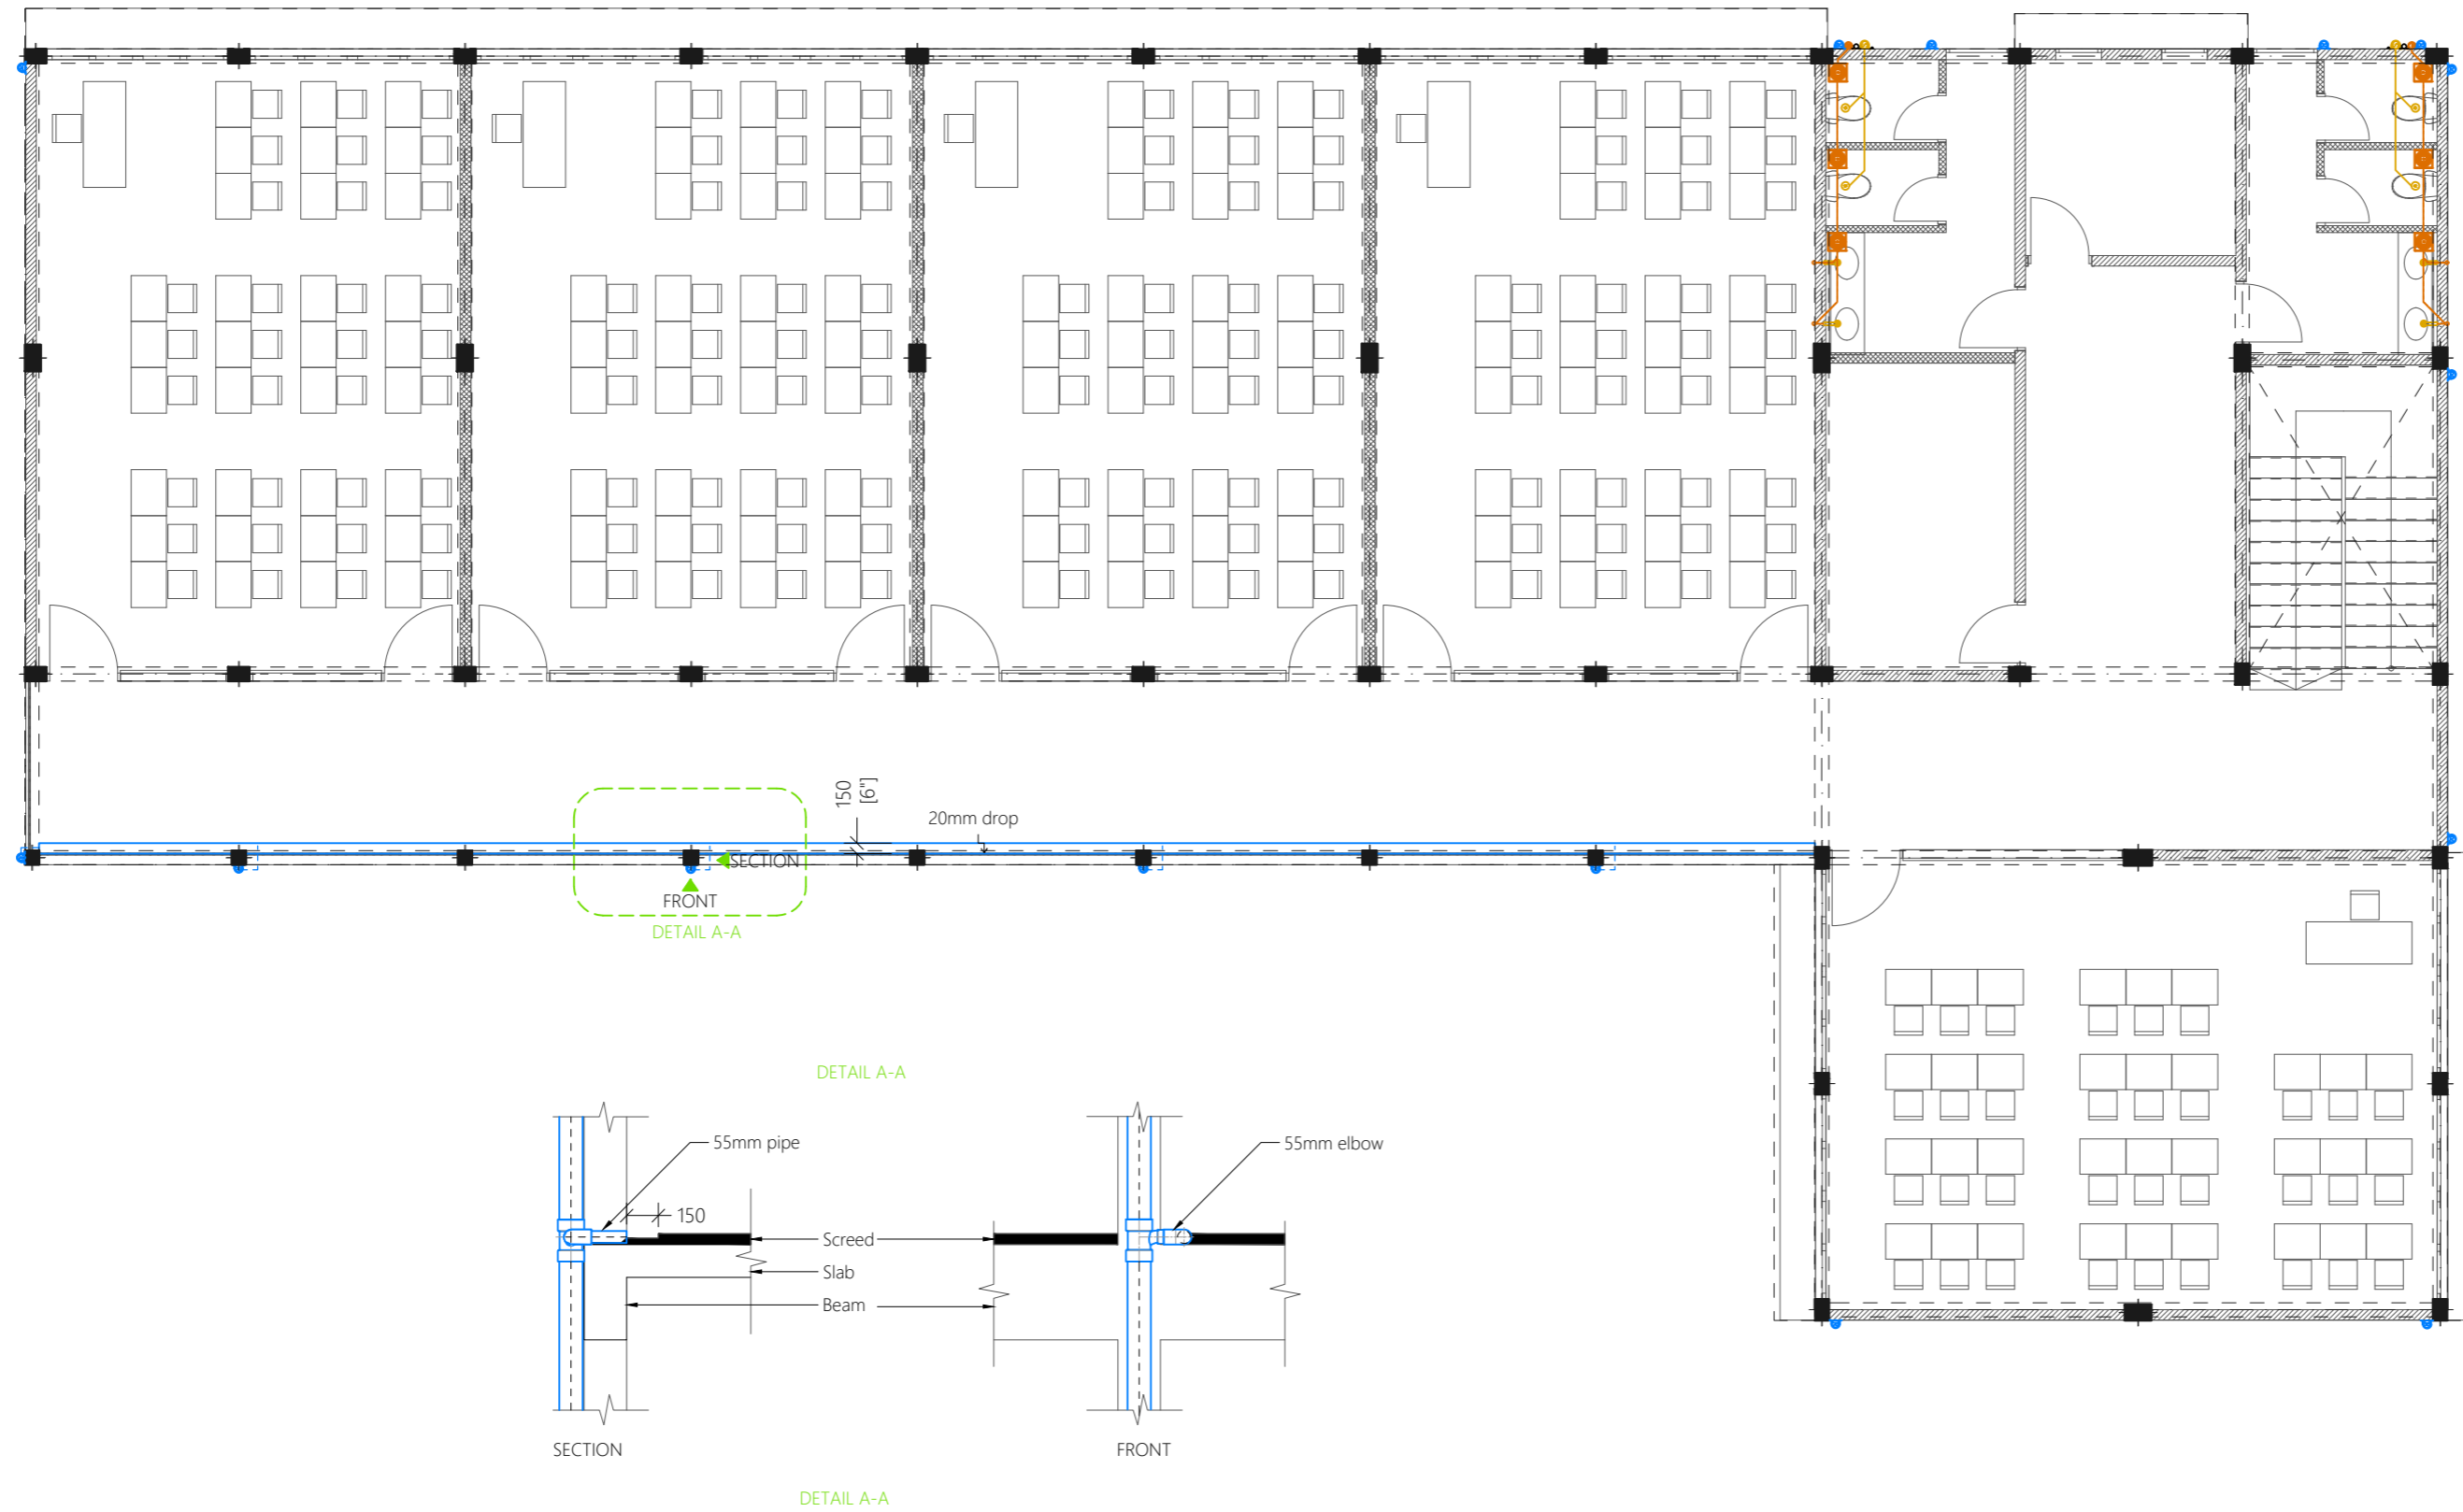 150
[6"]
20mm drop
SECTION
FRONT
DETAIL A-A
DETAIL A-A
55mm pipe
55mm elbow
150
Screed
Slab
Beam
SECTION
FRONT
DETAIL A-A